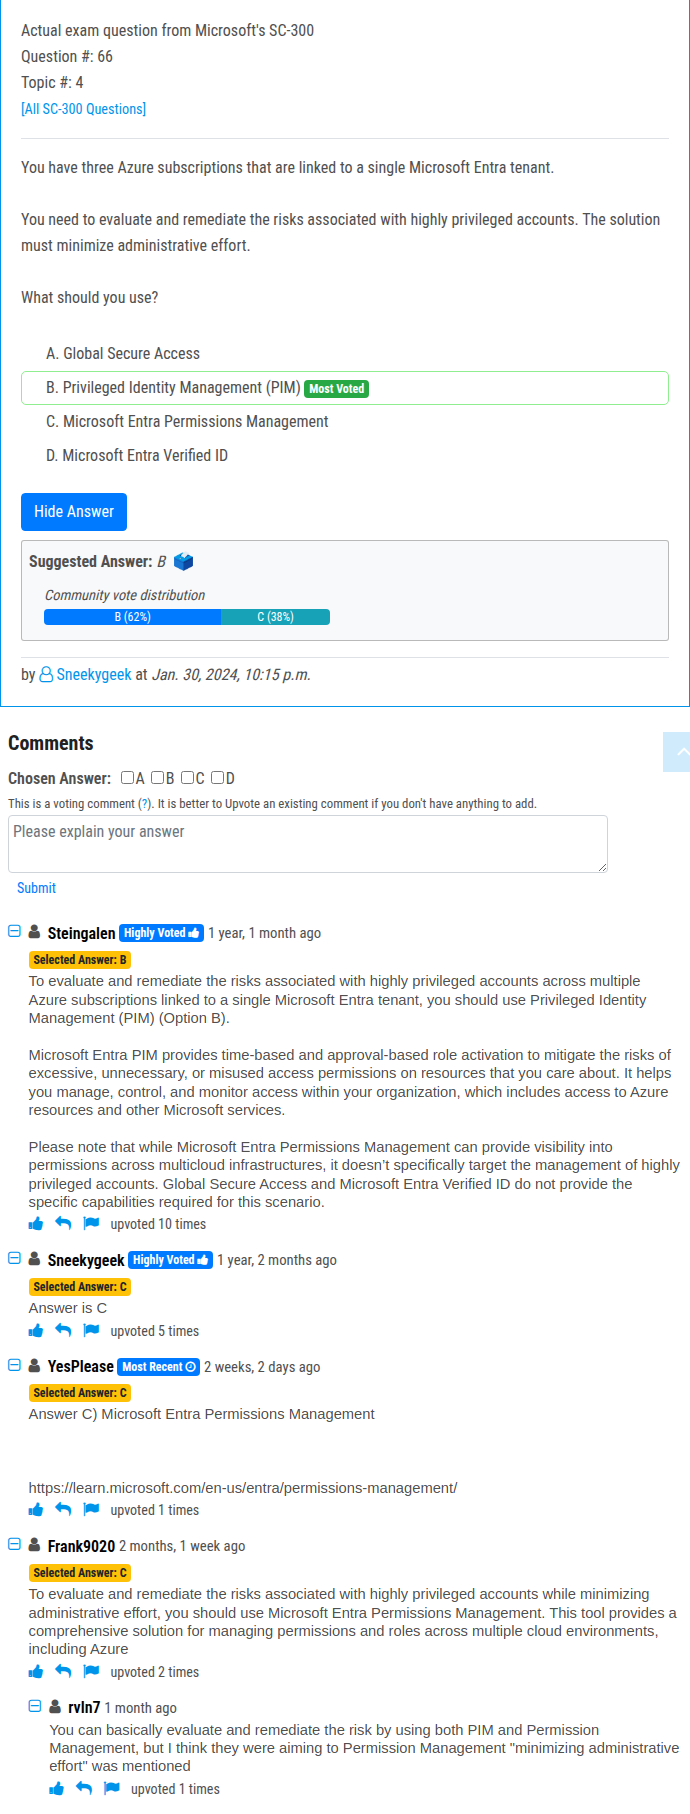 Actual exam question from Microsoft's SC-300
Question #: 66
Topic #: 4
[All SC-300 Questions]
You have three Azure subscriptions that are linked to a single Microsoft Entra tenant.
You need to evaluate and remediate the risks associated with highly privileged accounts. The solution
must minimize administrative effort.
What should you use?
A. Global Secure Access
B. Privileged Identity Management (PIM) Most Voted
C. Microsoft Entra Permissions Management
D. Microsoft Entra Verified ID
Hide Answer
Suggested Answer: B
Community vote distribution
B (62%) C (38%)
by Sneekygeek at Jan. 30, 2024, 10:15 p.m.
Comments
Chosen Answer: A B C D
This is a voting comment (?). It is better to Upvote an existing comment if you don't have anything to add.
Please explain your answer
Submit
Steingalen Highly Voted 1 year, 1 month ago
Selected Answer: B
To evaluate and remediate the risks associated with highly privileged accounts across multiple
Azure subscriptions linked to a single Microsoft Entra tenant, you should use Privileged Identity
Management (PIM) (Option B).
Microsoft Entra PIM provides time-based and approval-based role activation to mitigate the risks of
excessive, unnecessary, or misused access permissions on resources that you care about. It helps
you manage, control, and monitor access within your organization, which includes access to Azure
resources and other Microsoft services.
Please note that while Microsoft Entra Permissions Management can provide visibility into
permissions across multicloud infrastructures, it doesn't specifically target the management of highly
privileged accounts. Global Secure Access and Microsoft Entra Verified ID do not provide the
specific capabilities required for this scenario.
upvoted 10 times
Sneekygeek Highly Voted 1 year, 2 months ago
Selected Answer: C
Answer is C
upvoted 5 times
YesPlease Most Recent 2 weeks, 2 days ago
Selected Answer: C
Answer C) Microsoft Entra Permissions Management
https://learn.microsoft.com/en-us/entra/permissions-management/
upvoted 1 times
Frank9020 2 months, 1 week ago
Selected Answer: C
To evaluate and remediate the risks associated with highly privileged accounts while minimizing
administrative effort, you should use Microsoft Entra Permissions Management. This tool provides a
comprehensive solution for managing permissions and roles across multiple cloud environments,
including Azure
upvoted 2 times
rvln7 1 month ago
You can basically evaluate and remediate the risk by using both PIM and Permission
Management, but I think they were aiming to Permission Management "minimizing administrative
effort" was mentioned
upvoted 1 times